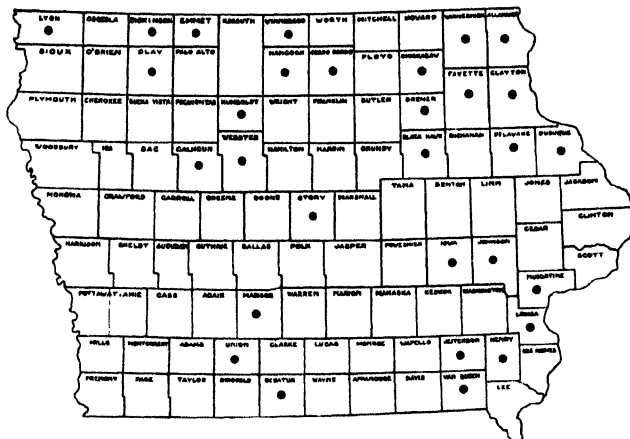 LYON OSCEOLA DICKINSON EMMET KOSSUTH WINNEBAGO WORTH MITCHELL HOWARD WINNESHIEK ALLAMAKEE
SIOUX O'BRIEN CLAY PALO ALTO HANCOCK CERRO GORDO FLOYD CHICKASAW
FAYETTE CLAYTON
PLYMOUTH CHEROKEE BUENA VISTA POCAHONTAS HUMBOLDT WRIGHT FRANKLIN BUTLER BREMER
WOODBURY IDA SAC CALHOUN WEBSTER HAMILTON HARDIN GRUNDY BLACK HAWK BUCHANAN DELAWARE DUBUQUE
MONONA CRAWFORD CARROLL GREENE BOONE STORY MARSHALL TAMA BENTON LINN JONES JACKSON
CLINTON
CEDAR
HARRISON SHELBY AUDUBON GUTHRIE DALLAS POLK JASPER POWESHIEK IOWA JOHNSON SCOTT
MUSCATINE
POTTAWATTAMIE CASS ADAIR MADISON WARREN MARION MAHASKA KEOKUK WASHINGTON
LOUISA
MILLS MONTGOMERY ADAMS UNION CLARKE LUCAS MONROE WAPELLO JEFFERSON HENRY DES MOINES
FREMONT PAGE TAYLOR RINGGOLD DECATUR WAYNE APPANOOSE DAVIS VAN BUREN LEE